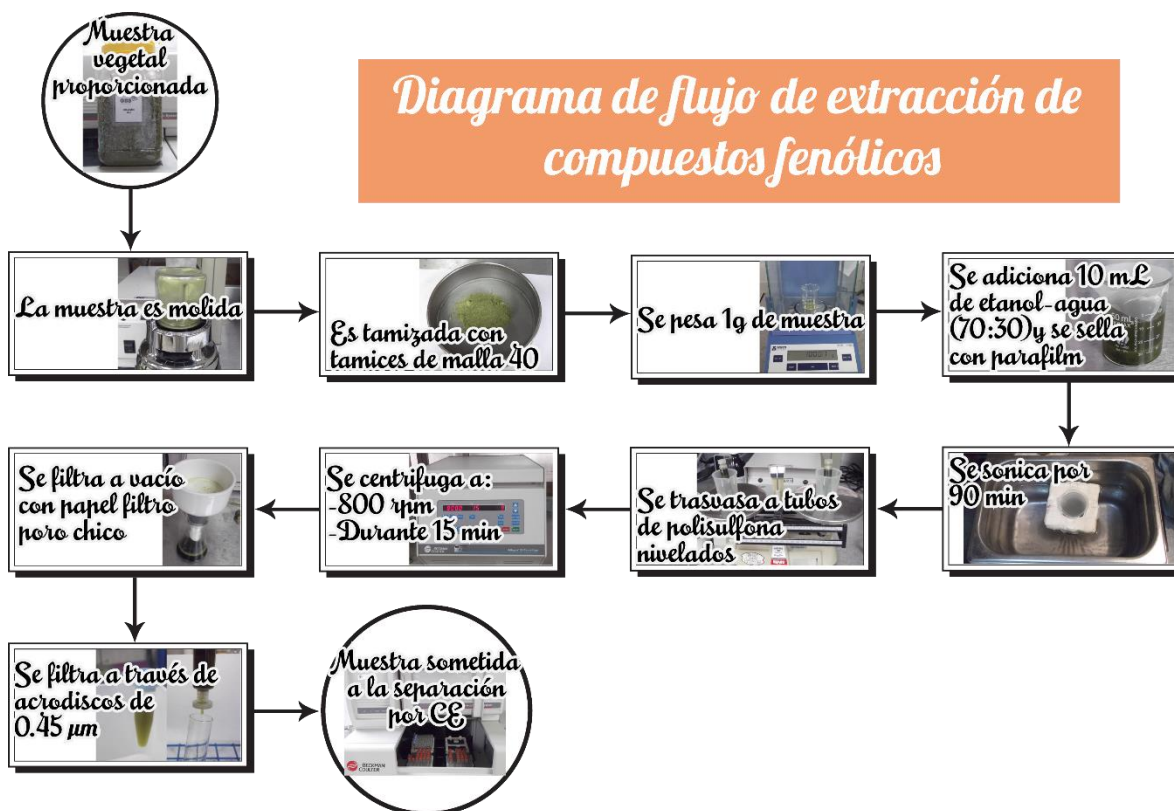 Muestra
vegetal
proporcionada
Diagrama de flujo de extracción de
compuestos fenólicos
La muestra es molida
Es tamizada con
tamices de malla 40
Se pesa 1g de muestra
Se adiciona 10 mL
de etanol-agua
(70:30)y se sella
con parafilm
Se sonica por
90 min
Se trasvasa a tubos
de polisulfona
nivelados
Se centrifuga a:
-800 rpm
-Durante 15 min
Se filtra a vacío
con papel filtro
poro chico
Se filtra a través de
acrodiscos de
0.45 µm
Muestra sometida
a la separación
por CE
BECKMAN
COULTER